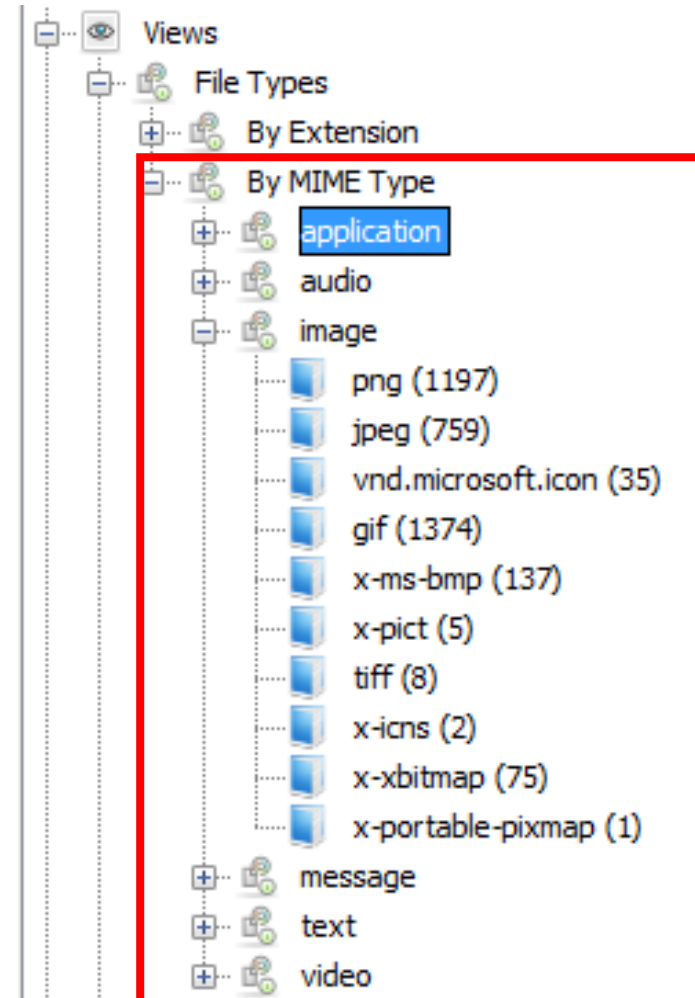 Views
File Types
By Extension
By MIME Type
application
audio
image
png (1197)
jpeg (759)
vnd.microsoft.icon (35)
gif (1374)
x-ms-bmp (137)
x-pict (5)
tiff (8)
x-icns (2)
x-xbitmap (75)
x-portable-pixmap (1)
message
text
video